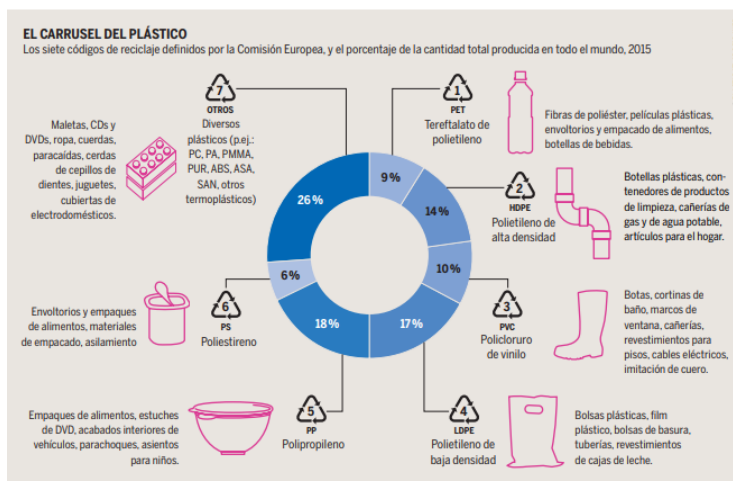 EL CARRUSEL DEL PLÁSTICO
Los siete códigos de reciclaje definidos por la Comisión Europea, y el porcentaje de la cantidad total producida en todo el mundo, 2015
7
OTROS
Diversos
plásticos (p.ej.:
PC, PA, PMMA,
PUR, ABS, ASA,
SAN, otros
termoplásticos)
Maletas, CDs y
DVDs, ropa, cuerdas,
paracaídas, cerdas
de cepillos de
dientes, juguetes,
cubiertas de
electrodomésticos.
1
PET
Tereftalato de
polietileno
Fibras de poliéster, películas plásticas,
envoltorios y empacado de alimentos,
botellas de bebidas.
2
HDPE
Polietileno de
alta densidad
Botellas plásticas, con-
tenedores de productos
de limpieza, cañerías de
gas y de agua potable,
artículos para el hogar.
26 %
9 %
14 %
10 %
17 %
18 %
6 %
6
PS
Poliestireno
Envoltorios y empaques
de alimentos, materiales
de empacado, asilamiento
3
PVC
Policloruro
de vinilo
Botas, cortinas de
baño, marcos de
ventana, cañerías,
revestimientos para
pisos, cables eléctricos,
imitación de cuero.
5
PP
Polipropileno
Empaques de alimentos, estuches
de DVD, acabados interiores de
vehículos, parachoques, asientos
para niños.
4
LDPE
Polietileno de
baja densidad
Bolsas plásticas, film
plástico, bolsas de basura,
tuberías, revestimientos
de cajas de leche.